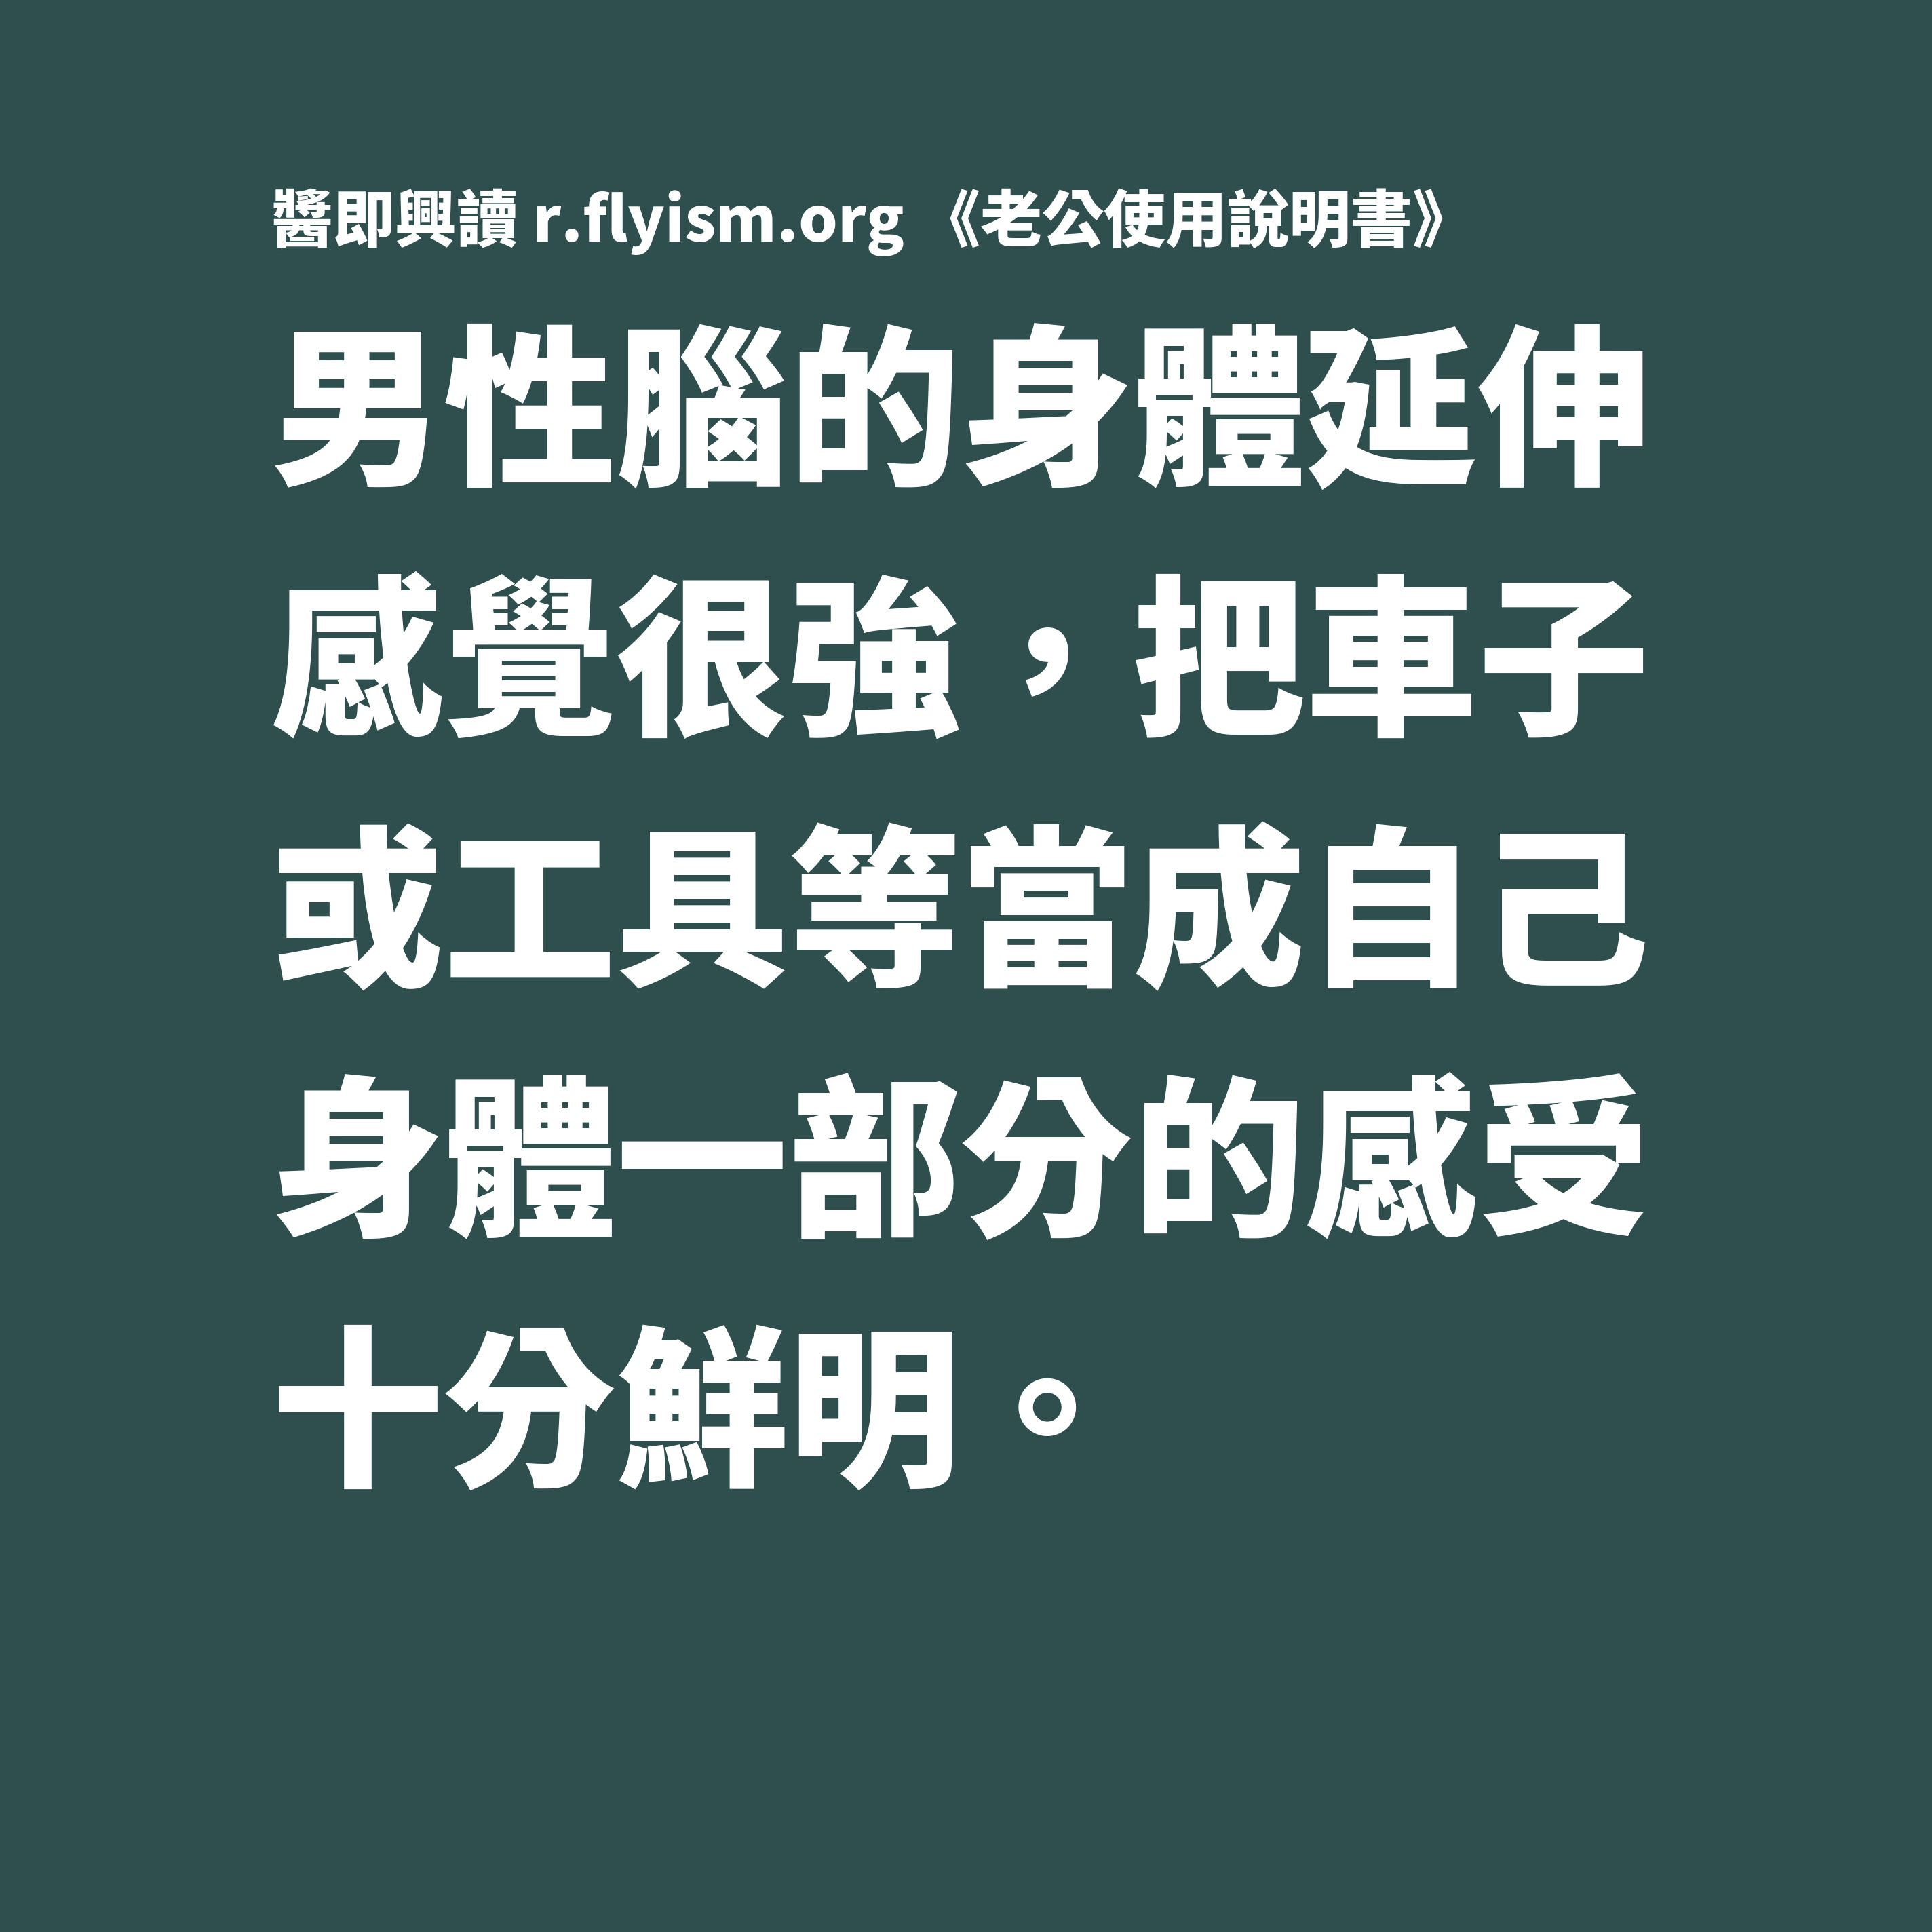 翳即與讀 r.flyism.org 《老公使用說明書》
男性腦的身體延伸
感覺很強，把車子
或工具等當成自己
身體一部分的感受
十分鮮明。